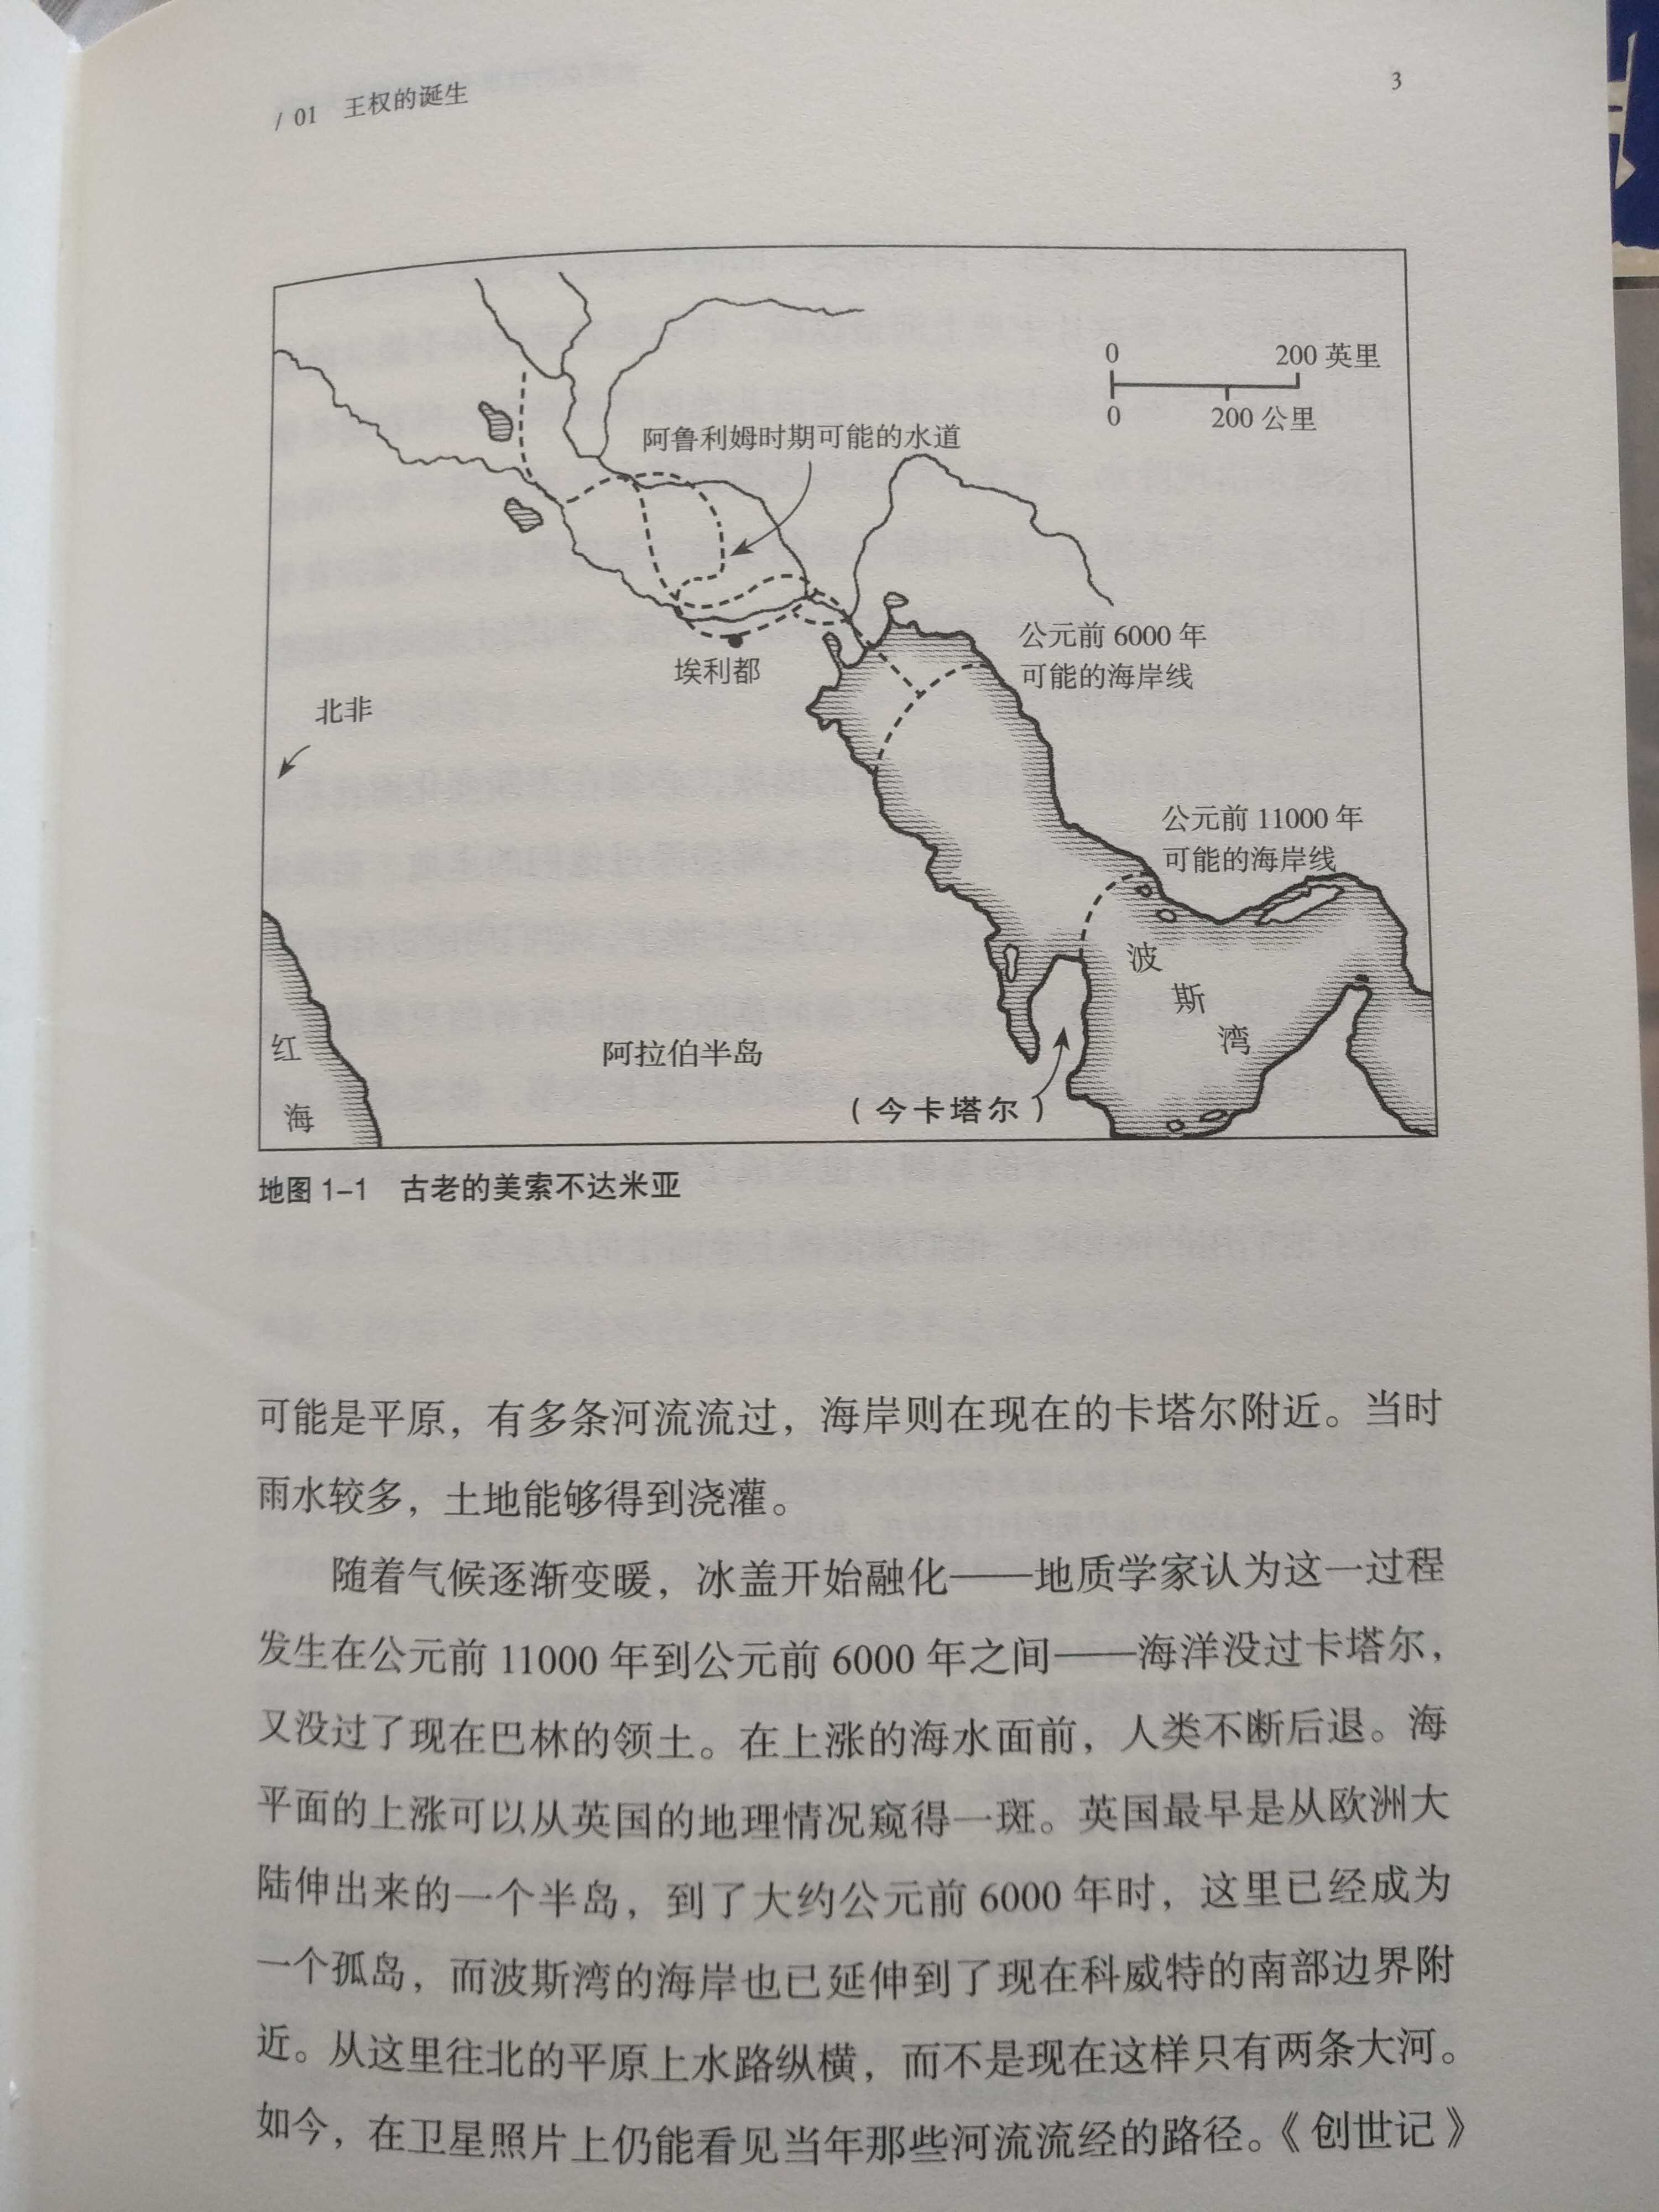 / 01 王权的诞生
3
0 200 英里
0 200 公里
阿鲁利姆时期可能的水道
公元前 6000 年
可能的海岸线
埃利都
北非
公元前 11000 年
可能的海岸线
波斯湾
红海
阿拉伯半岛
(今卡塔尔)
地图 1-1 古老的美索不达米亚
可能是平原，有多条河流流过，海岸则在现在的卡塔尔附近。当时
雨水较多，土地能够得到浇灌。
随着气候逐渐变暖，冰盖开始融化——地质学家认为这一过程
发生在公元前 11000 年到公元前 6000 年之间——海洋没过卡塔尔，
又没过了现在巴林的领土。在上涨的海水面前，人类不断后退。海
平面的上涨可以从英国的地理情况窥得一斑。英国最早是从欧洲大
陆伸出来的一个半岛，到了大约公元前 6000 年时，这里已经成为
一个孤岛，而波斯湾的海岸也已延伸到了现在科威特的南部边界附
近。从这里往北的平原上水路纵横，而不是现在这样只有两条大河。
如今，在卫星照片上仍能看见当年那些河流流经的路径。《创世记》